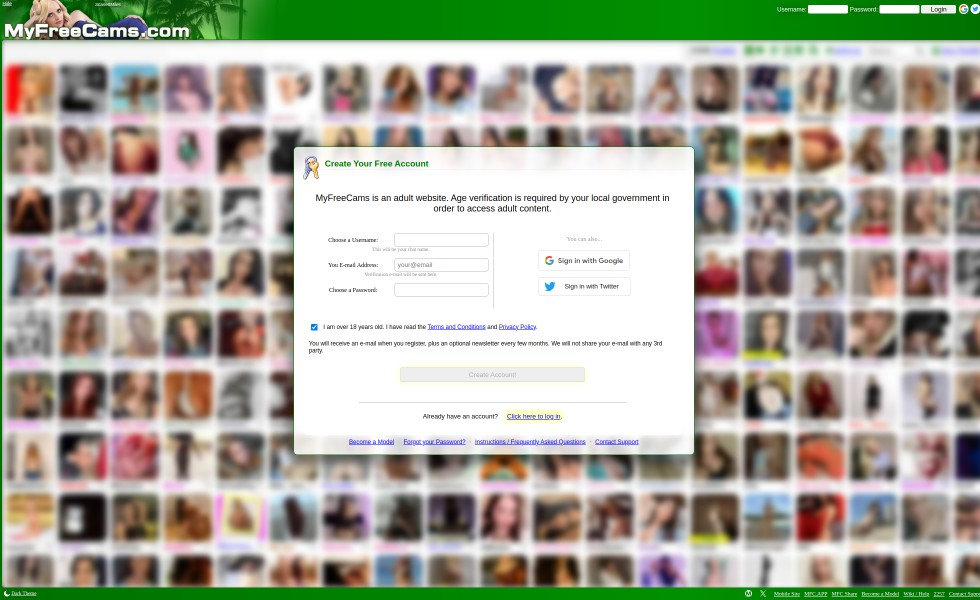 Username: Password: Login
MyFreeCams.com
Create Your Free Account
MyFreeCams is an adult website. Age verification is required by your local government in
order to access adult content.
Choose a Username:
This will be your chat name.
You E-mail Address: your@email
Verification e-mail will be sent here.
Choose a Password:
You can also...
Sign in with Google
Sign in with Twitter
I am over 18 years old. I have read the Terms and Conditions and Privacy Policy.
You will receive an e-mail when you register, plus an optional newsletter every few months. We will not share your e-mail with any 3rd
party.
Create Account!
Already have an account? Click here to log in.
Become a Model Forgot your Password? - Instructions / Frequently Asked Questions - Contact Support
Dark Theme
Mobile Site MFC.APP MFC Share Become a Model Wiki / Help 2257 Contact